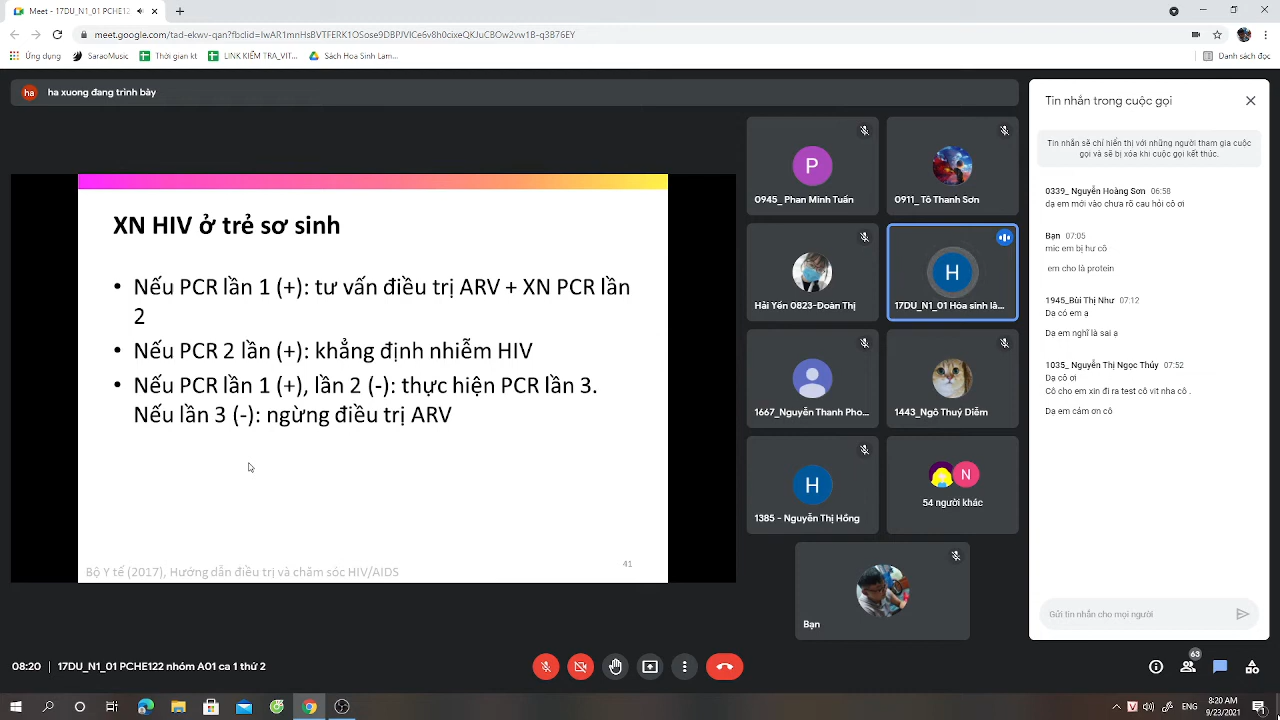 Meet - 17DU_N1_01 PCHE12
meet.google.com/tad-ekwv-qan?fbclid=IwAR1mnHsBVTFERK1OSose9DBPJVlCe6v8h0cixeQKJuCBOw2vw1B-q3B76EY
Ứng dụng
SaraoMusic
Thời gian kt
LINK KIỂM TRA_VIT...
Sách Hoa Sinh Lam...
Danh sách đọc
ha
ha xuong đang trình bày
XN HIV ở trẻ sơ sinh
• Nếu PCR lần 1 (+): tư vấn điều trị ARV + XN PCR lần
2
• Nếu PCR 2 lần (+): khẳng định nhiễm HIV
• Nếu PCR lần 1 (+), lần 2 (-): thực hiện PCR lần 3.
Nếu lần 3 (-): ngừng điều trị ARV
Bộ Y tế (2017), Hướng dẫn điều trị và chăm sóc HIV/AIDS
41
P
0945_ Phan Minh Tuấn
0911_ Tô Thanh Sơn
Hải Yến 0823-Đoàn Thị
H
17DU_N1_01 Hóa sinh lâ...
1667_Nguyễn Thanh Pho...
1443_Ngô Thuý Diễm
H
1385 - Nguyễn Thị Hồng
N
54 người khác
Bạn
Tin nhắn trong cuộc gọi
Tin nhắn sẽ chỉ hiển thị với những người tham gia cuộc
gọi và sẽ bị xóa khi cuộc gọi kết thúc.
0339_ Nguyễn Hoàng Sơn 06:58
dạ em mới vào chưa rõ câu hỏi cô ơi
Bạn 07:05
mic em bị hư cô
em cho là protein
1945_Bùi Thị Như 07:12
Dạ có em ạ
Dạ em nghĩ là sai ạ
1035_ Nguyễn Thị Ngọc Thúy 07:52
Dạ cô ơi
Cô cho em xin đi ra test cô vit nha cô .
Dạ em cảm ơn cô
Gửi tin nhắn cho mọi người
08:20 | 17DU_N1_01 PCHE122 nhóm A01 ca 1 thứ 2
63
V
8:20 AM
9/23/2021